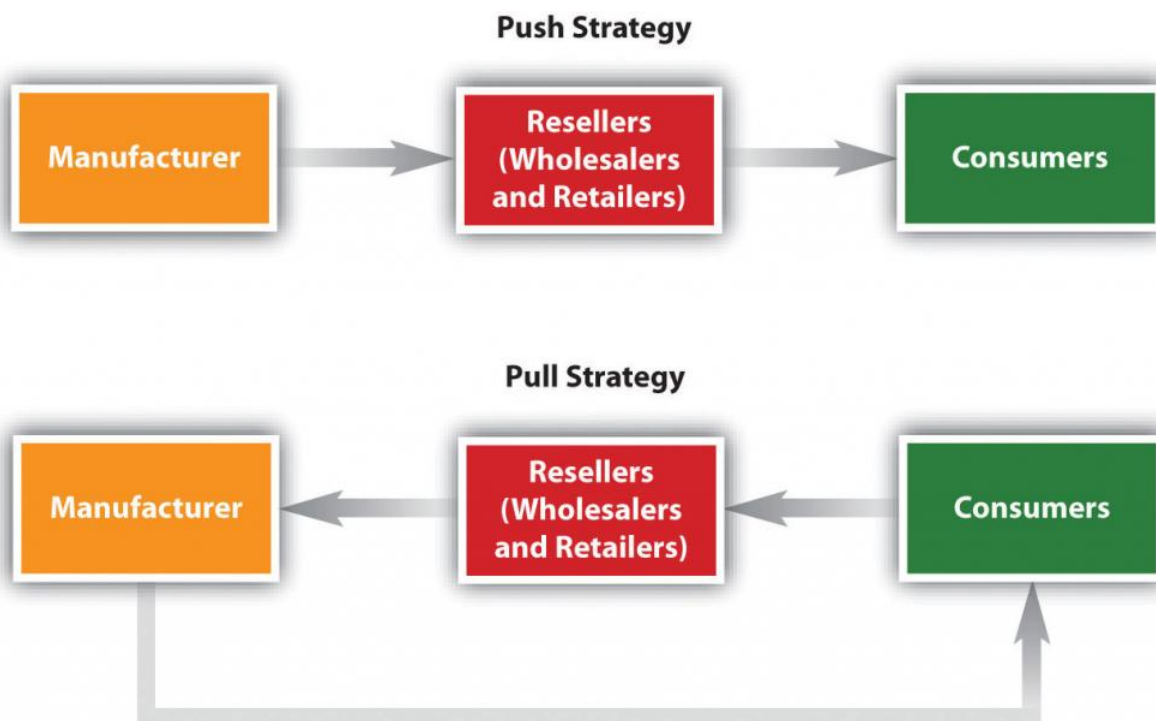 Push Strategy
Manufacturer
Resellers
(Wholesalers
and Retailers)
Consumers
Pull Strategy
Manufacturer
Resellers
(Wholesalers
and Retailers)
Consumers